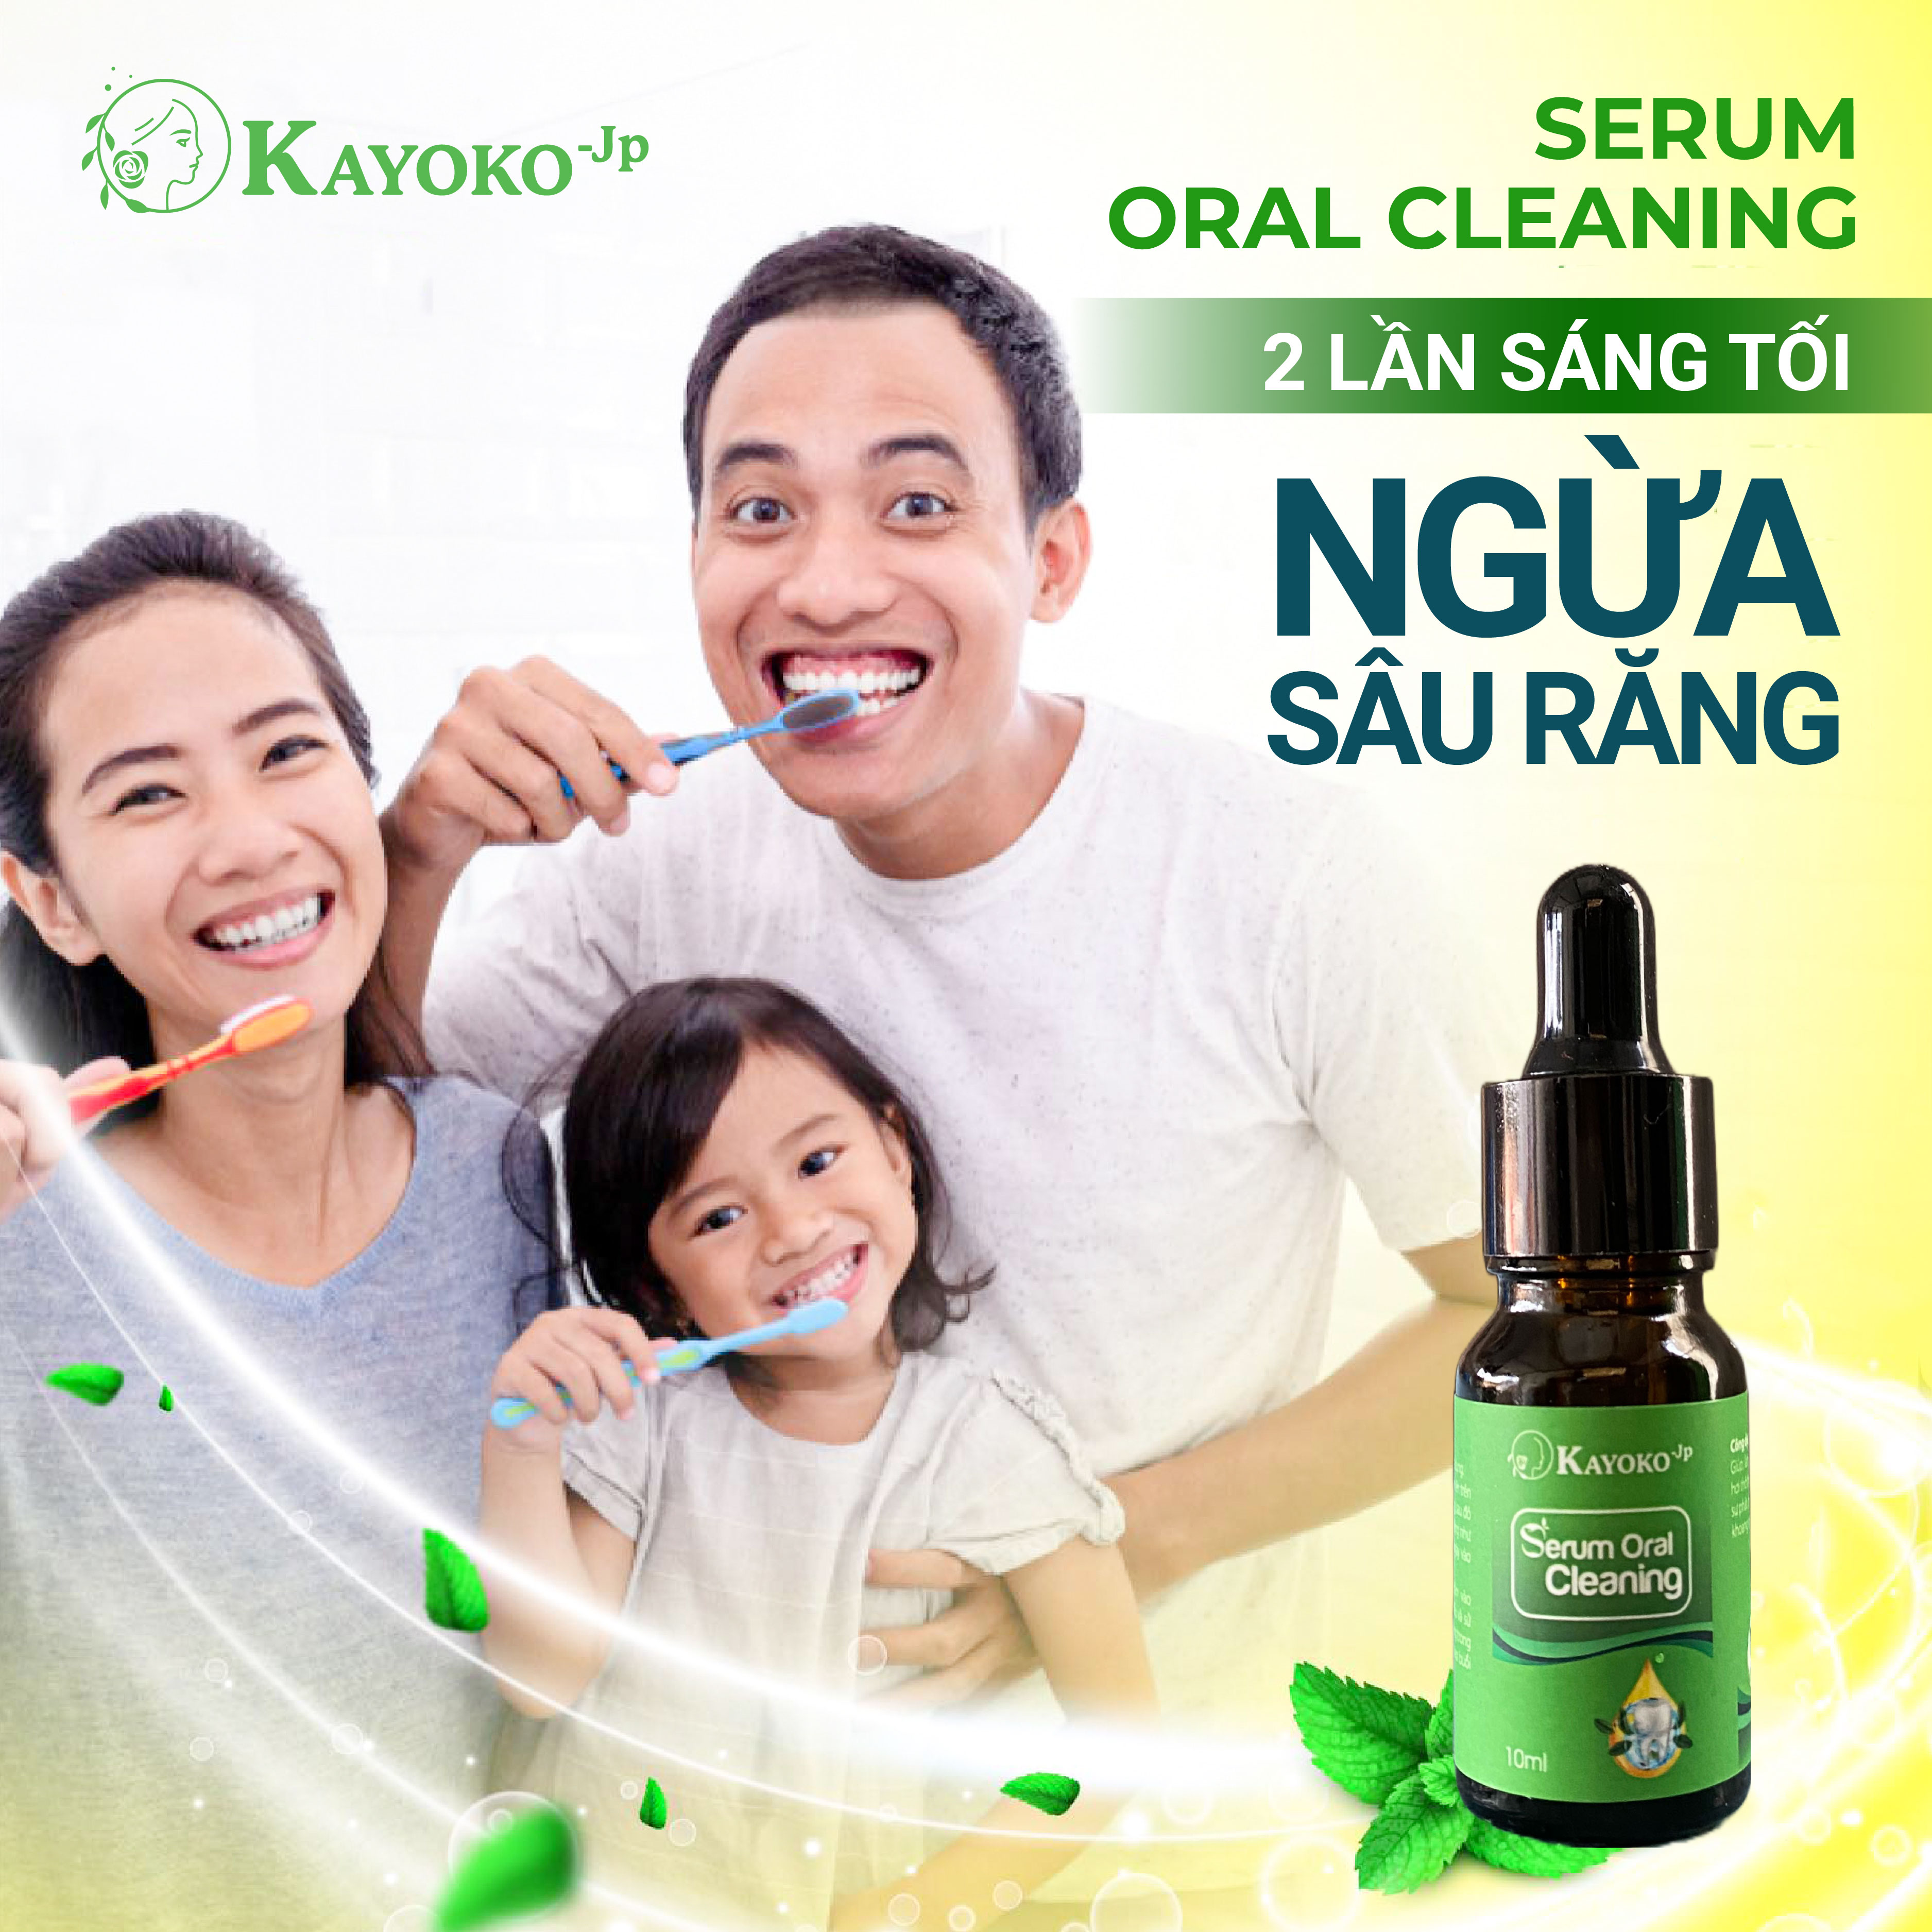 KAYOKO-Jp
SERUM
ORAL CLEANING
2 LẦN SÁNG TỐI
NGỪA
SÂU RĂNG
KAYOKO-Jp
Serum Oral
Cleaning
10ml